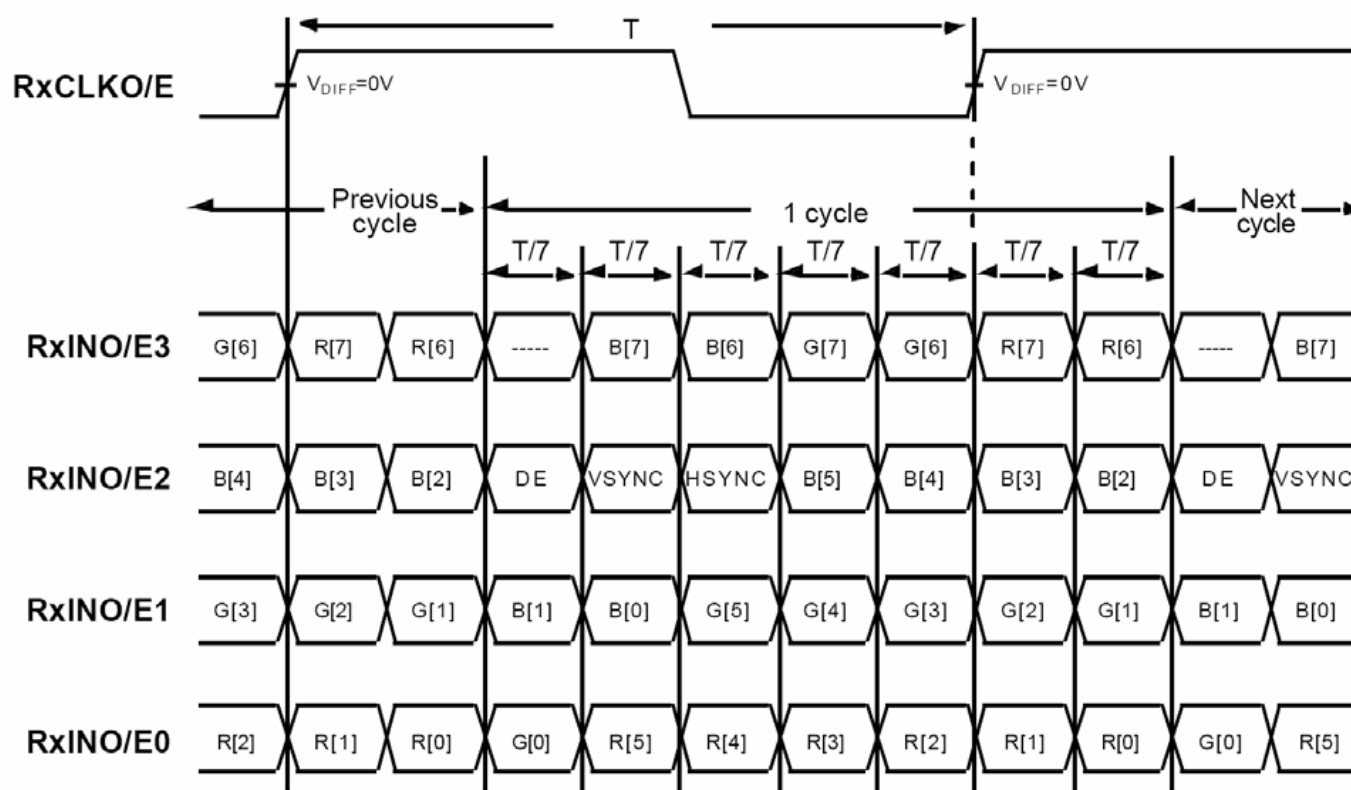 T
RxCLKO/E
VDIFF=0V
VDIFF=0V
Previous cycle
1 cycle
Next cycle
T/7 T/7 T/7 T/7 T/7 T/7 T/7
RxINO/E3 G[6] R[7] R[6] ----- B[7] B[6] G[7] G[6] R[7] R[6] ----- B[7]
RxINO/E2 B[4] B[3] B[2] DE VSYNC HSYNC B[5] B[4] B[3] B[2] DE VSYNC
RxINO/E1 G[3] G[2] G[1] B[1] B[0] G[5] G[4] G[3] G[2] G[1] B[1] B[0]
RxINO/E0 R[2] R[1] R[0] G[0] R[5] R[4] R[3] R[2] R[1] R[0] G[0] R[5]